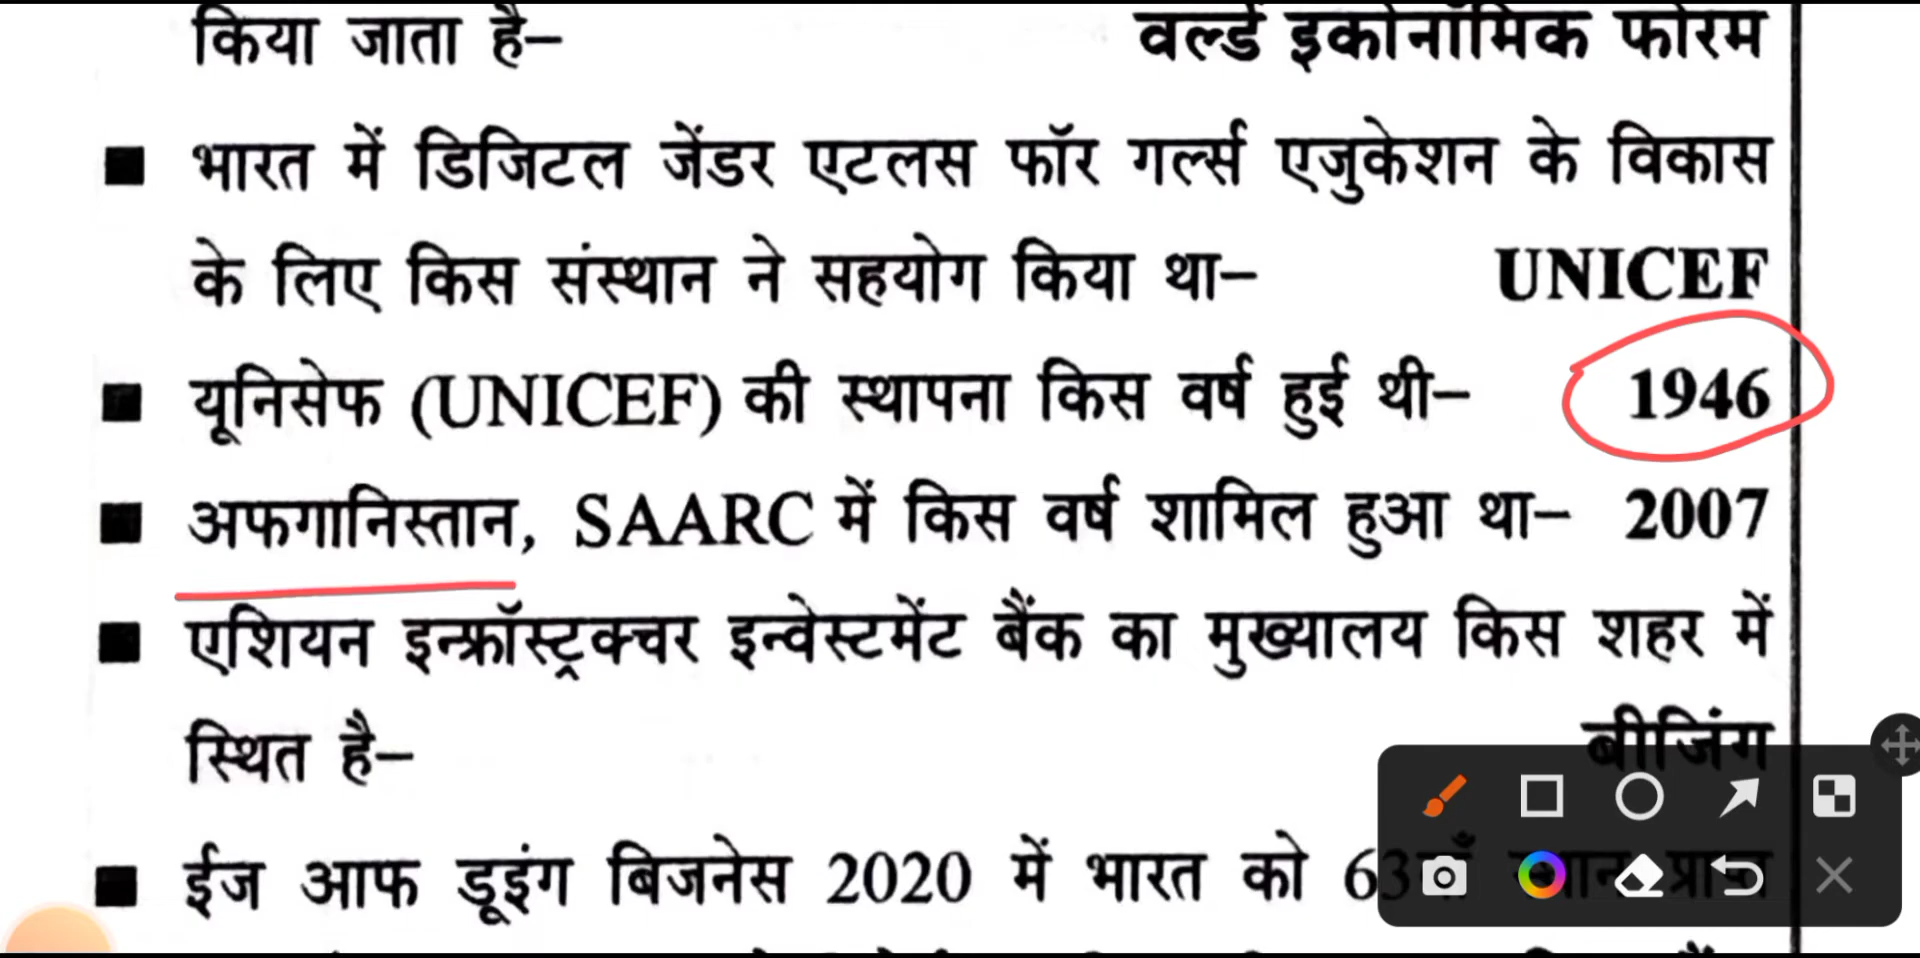 किया जाता है– वर्ल्ड इकोनॉमिक फोरम
■ भारत में डिजिटल जेंडर एटलस फॉर गर्ल्स एजुकेशन के विकास
के लिए किस संस्थान ने सहयोग किया था– UNICEF
■ यूनिसेफ (UNICEF) की स्थापना किस वर्ष हुई थी– 1946
■ अफगानिस्तान, SAARC में किस वर्ष शामिल हुआ था– 2007
■ एशियन इन्फ्रॉस्ट्रक्चर इन्वेस्टमेंट बैंक का मुख्यालय किस शहर में
स्थित है– बीजिंग
■ ईज आफ डूइंग बिजनेस 2020 में भारत को 63वाँ स्थान प्राप्त